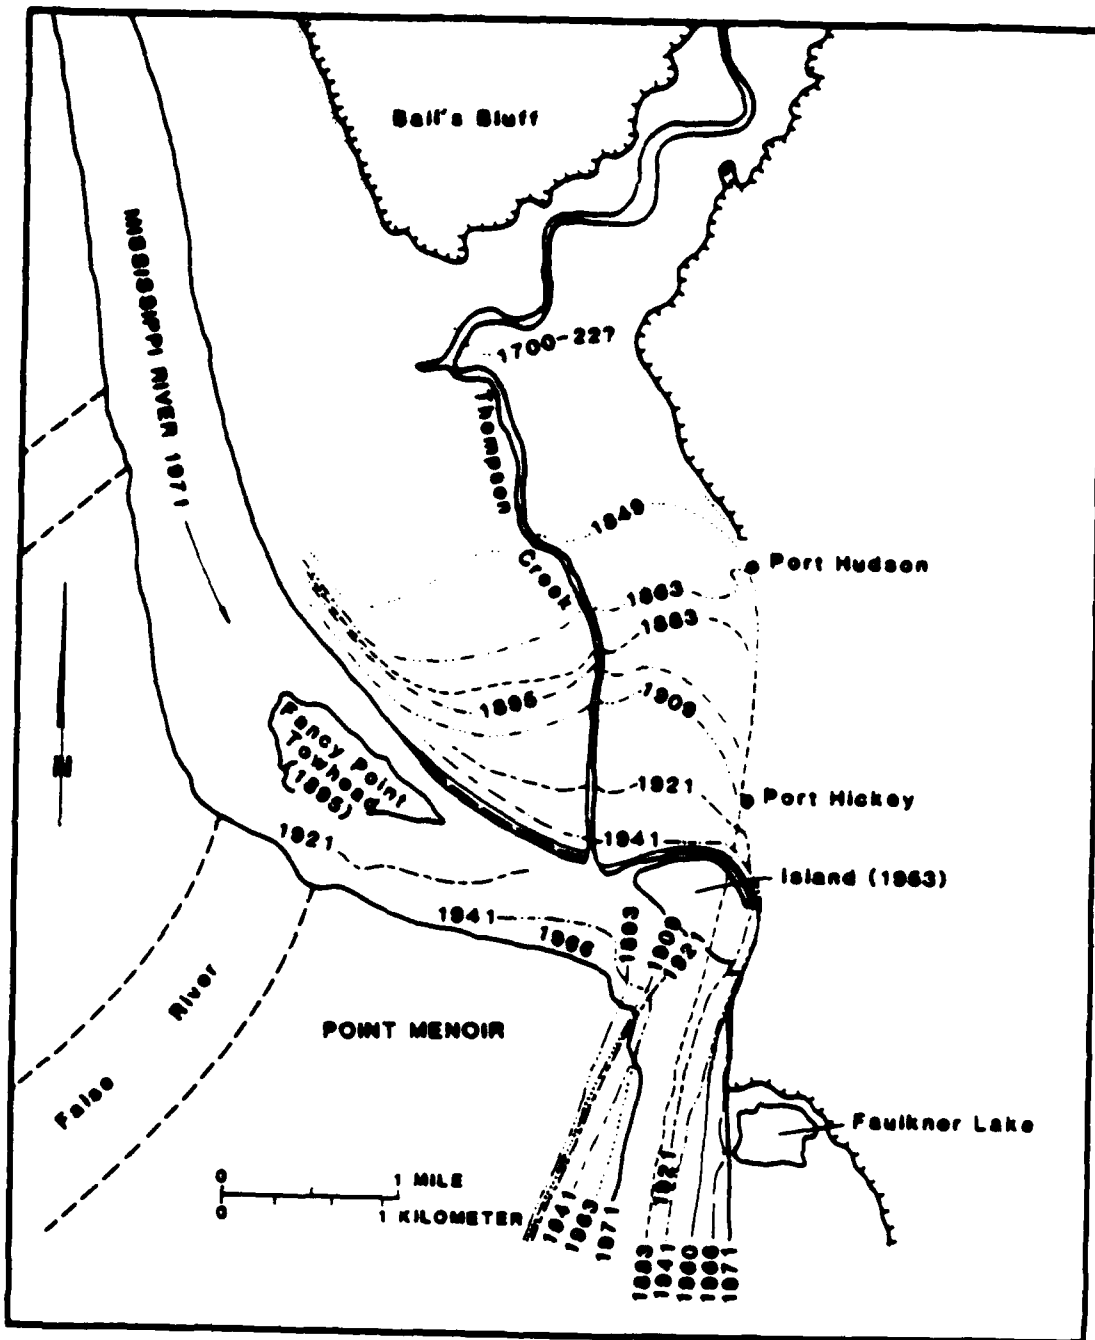 Bail's Bluff
MISSISSIPPI RIVER 1971
1700-22?
Thompson
Creek
1849
Port Hudson
1863
1883
1895
1909
Fancy Point
Towhead
(1895)
1921
Port Hickey
1921
1941
Island (1953)
1941
1966
1883
1909
1921
N
River
False
POINT MENOIR
Faulkner Lake
0 1 MILE
0 1 KILOMETER
1941
1963
1971
1921
1883
1941
1960
1966
1971